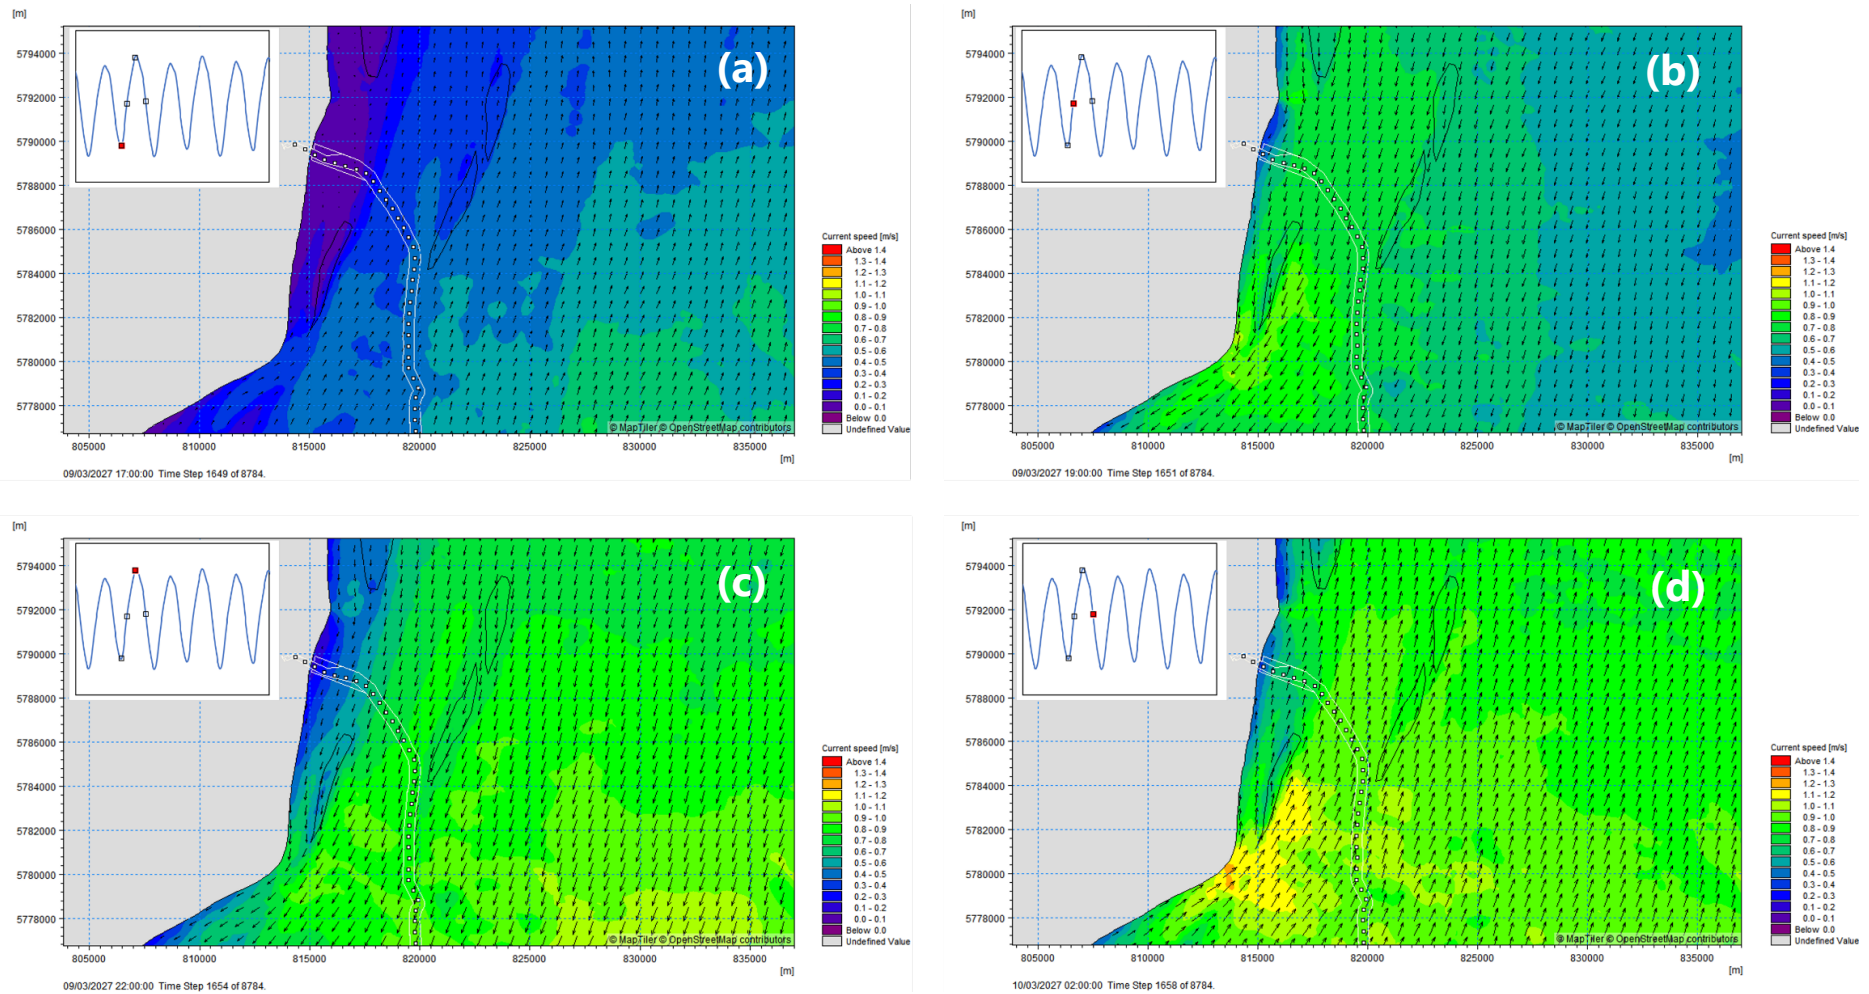 [m]
(a)
5794000
5792000
5790000
5788000
5786000
5784000
5782000
5780000
5778000
805000 810000 815000 820000 825000 830000 835000
[m]
© MapTiler © OpenStreetMap contributors
Current speed [m/s]
Above 1.4
1.3 - 1.4
1.2 - 1.3
1.1 - 1.2
1.0 - 1.1
0.9 - 1.0
0.8 - 0.9
0.7 - 0.8
0.6 - 0.7
0.5 - 0.6
0.4 - 0.5
0.3 - 0.4
0.2 - 0.3
0.1 - 0.2
0.0 - 0.1
Below 0.0
Undefined Value
09/03/2027 17:00:00 Time Step 1649 of 8784.
[m]
(b)
5794000
5792000
5790000
5788000
5786000
5784000
5782000
5780000
5778000
805000 810000 815000 820000 825000 830000 835000
[m]
© MapTiler © OpenStreetMap contributors
Current speed [m/s]
Above 1.4
1.3 - 1.4
1.2 - 1.3
1.1 - 1.2
1.0 - 1.1
0.9 - 1.0
0.8 - 0.9
0.7 - 0.8
0.6 - 0.7
0.5 - 0.6
0.4 - 0.5
0.3 - 0.4
0.2 - 0.3
0.1 - 0.2
0.0 - 0.1
Below 0.0
Undefined Value
09/03/2027 19:00:00 Time Step 1651 of 8784.
[m]
(c)
5794000
5792000
5790000
5788000
5786000
5784000
5782000
5780000
5778000
805000 810000 815000 820000 825000 830000 835000
[m]
© MapTiler © OpenStreetMap contributors
Current speed [m/s]
Above 1.4
1.3 - 1.4
1.2 - 1.3
1.1 - 1.2
1.0 - 1.1
0.9 - 1.0
0.8 - 0.9
0.7 - 0.8
0.6 - 0.7
0.5 - 0.6
0.4 - 0.5
0.3 - 0.4
0.2 - 0.3
0.1 - 0.2
0.0 - 0.1
Below 0.0
Undefined Value
09/03/2027 22:00:00 Time Step 1654 of 8784.
[m]
(d)
5794000
5792000
5790000
5788000
5786000
5784000
5782000
5780000
5778000
805000 810000 815000 820000 825000 830000 835000
[m]
© MapTiler © OpenStreetMap contributors
Current speed [m/s]
Above 1.4
1.3 - 1.4
1.2 - 1.3
1.1 - 1.2
1.0 - 1.1
0.9 - 1.0
0.8 - 0.9
0.7 - 0.8
0.6 - 0.7
0.5 - 0.6
0.4 - 0.5
0.3 - 0.4
0.2 - 0.3
0.1 - 0.2
0.0 - 0.1
Below 0.0
Undefined Value
10/03/2027 02:00:00 Time Step 1658 of 8784.